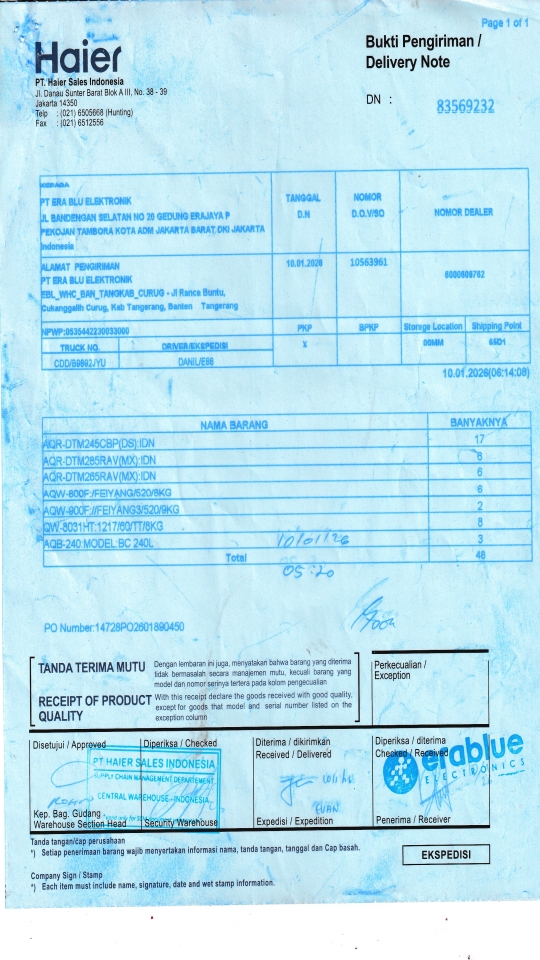 Page 1 of 1
Haier
PT. Haier Sales Indonesia
Jl. Danau Sunter Barat Blok A III, No. 38 - 39
Jakarta 14350
Telp : (021) 6505668 (Hunting)
Fax : (021) 6512556
Bukti Pengiriman /
Delivery Note
DN : 83569232
KEPADA
PT ERA BLU ELEKTRONIK
JL BANDENGAN SELATAN NO 20 GEDUNG ERAJAYA P
PEKOJAN TAMBORA KOTA ADM JAKARTA BARAT DKI JAKARTA
Indonesia
TANGGAL
D.N
NOMOR
D.O.V/SO
NOMOR DEALER
ALAMAT PENGIRIMAN
PT ERA BLU ELEKTRONIK
EBL_WHC_BAN_TANGKAB_CURUG - Jl Ranca Buntu,
Cukanggalih Curug, Kab Tangerang, Banten Tangerang
10.01.2026
10563961
NPWP:0535442230033000
PKP
BPKP
Storage Location
Shipping Point
TRUCK NO.
DRIVER/EKSPEDISI
X
00MM
65D1
CDD/B9892JYU
DANIL/E86
10.01.2026(06:14:08)
NAMA BARANG BANYAKNYA
AQR-DTM245CBP(DS):IDN 17
AQR-DTM285RAV(MX):IDN 6
AQR-DTM265RAV(MX):IDN 6
AQW-800F:/FEIYANG/520/8KG 6
AQW-900F://FEIYANG3/520/9KG 2
QW-8031HT:1217/60/TT/8KG 8
AQB-240:MODEL:BC 240L 3
10/01/26
Total 48
05:20
PO Number:14728PO2601890450
TANDA TERIMA MUTU
Dengan lembaran ini juga, menyatakan bahwa barang yang diterima
tidak bermasalah secara manajemen mutu, kecuali barang yang
model dan nomor serinya tertera pada kolom pengecualian
RECEIPT OF PRODUCT
QUALITY
With this receipt declare the goods received with good quality,
except for goods that model and serial number listed on the
exception column
Perkecualian /
Exception
Disetujui / Approved
Diperiksa / Checked
Diterima / dikirimkan
Received / Delivered
Diperiksa / diterima
Checked / Received
PT HAIER SALES INDONESIA
SUPPLY CHAIN MANAGEMENT DEPARTEMENT
CENTRAL WAREHOUSE - INDONESIA
erablue
ELECTRONICS
Kep. Bag. Gudang
Warehouse Section Head
Security Warehouse
Expedisi / Expedition
Penerima / Receiver
Tanda tangan/cap perusahaan
*) Setiap penerimaan barang wajib menyertakan informasi nama, tanda tangan, tanggal dan Cap basah.
EKSPEDISI
Company Sign / Stamp
*) Each item must include name, signature, date and wet stamp information.